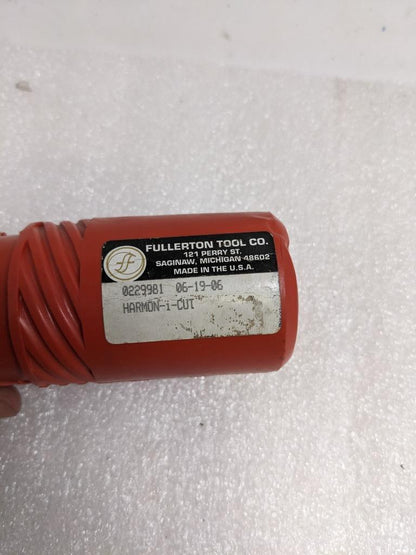 FULLERTON TOOL CO.
121 PERRY ST.
SAGINAW, MICHIGAN 48602
MADE IN THE U.S.A.
0229981 06-19-06
HARMON-i-CUT